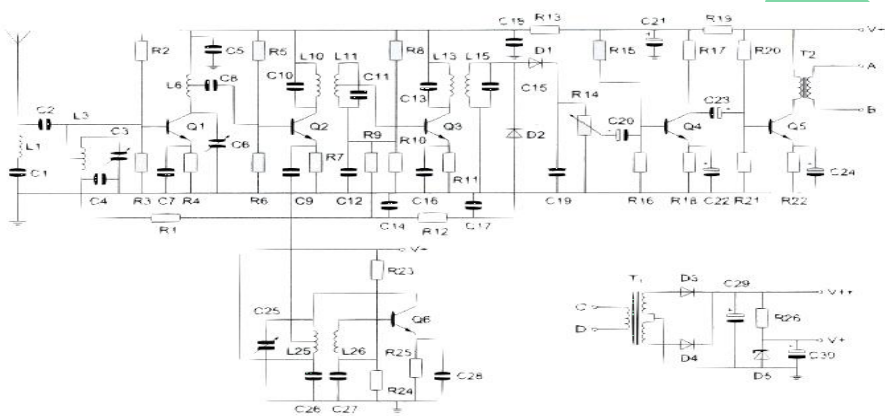 C18 R13 C21 R19
R2 C5 R5 L10 L11 R8 L13 L15 D1 R15 R17 R20 V+
T2
L6 C8 C10 C11 C13 C15 A
C2 L3 R14 C23 B
C3 Q1 Q2 Q3 C20 Q4 Q5
L1 C6 R9 R10 D2
R7 R11
C1 C24
C4 R3 C7 R4 R6 C9 C12 C16 C19 R16 R18 C22 R21 R22
R1 C14 R12 C17
V+
R23
T1 D3 C29
C25 Q6 C R26
L25 L26 R25 D V+
D4 D5 C30
R24 C28
C26 C27